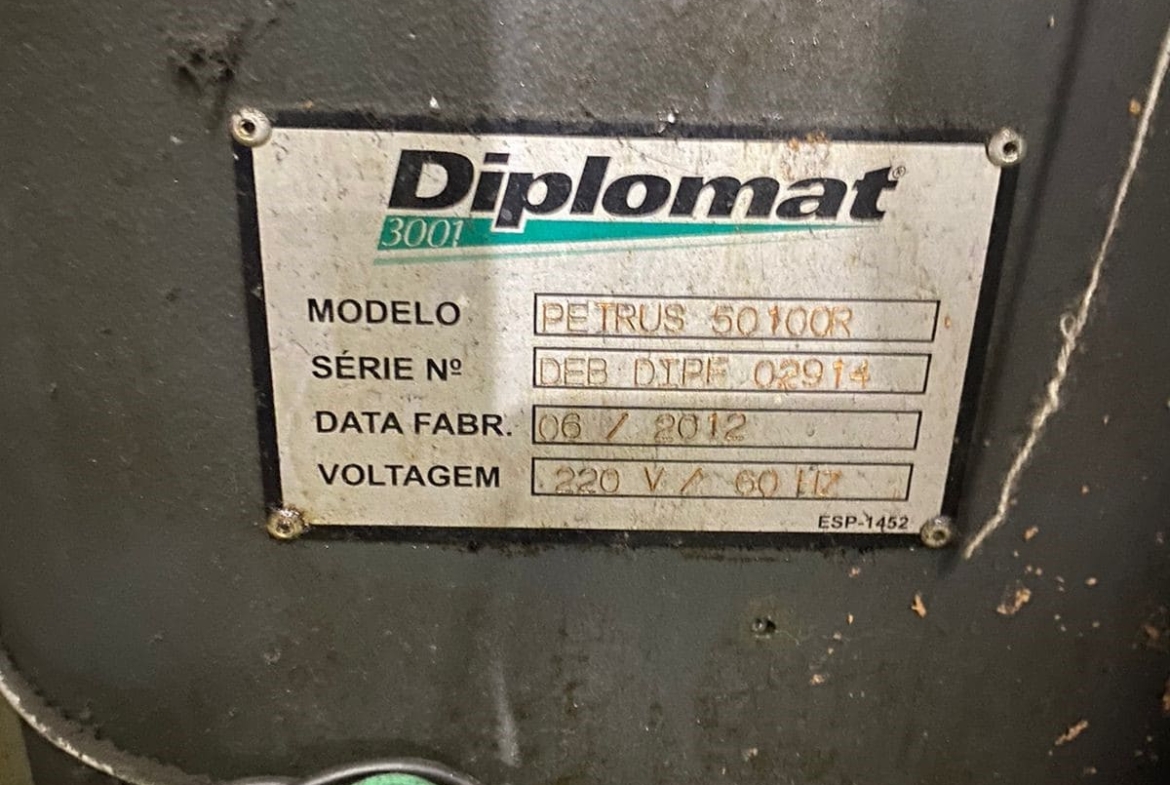 Diplomat®
3001
MODELO PETRUS 50100R
SÉRIE Nº DEB DIPF 02914
DATA FABR. 06 / 2012
VOLTAGEM 220 V / 60 HZ
ESP-1452